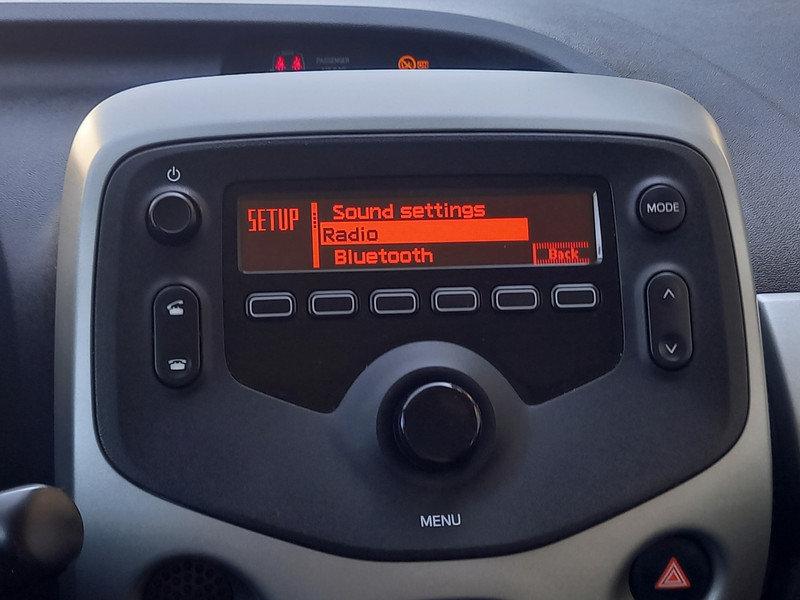 PASSENGER
SETUP
Sound settings
Radio
Bluetooth
Back
MODE
MENU